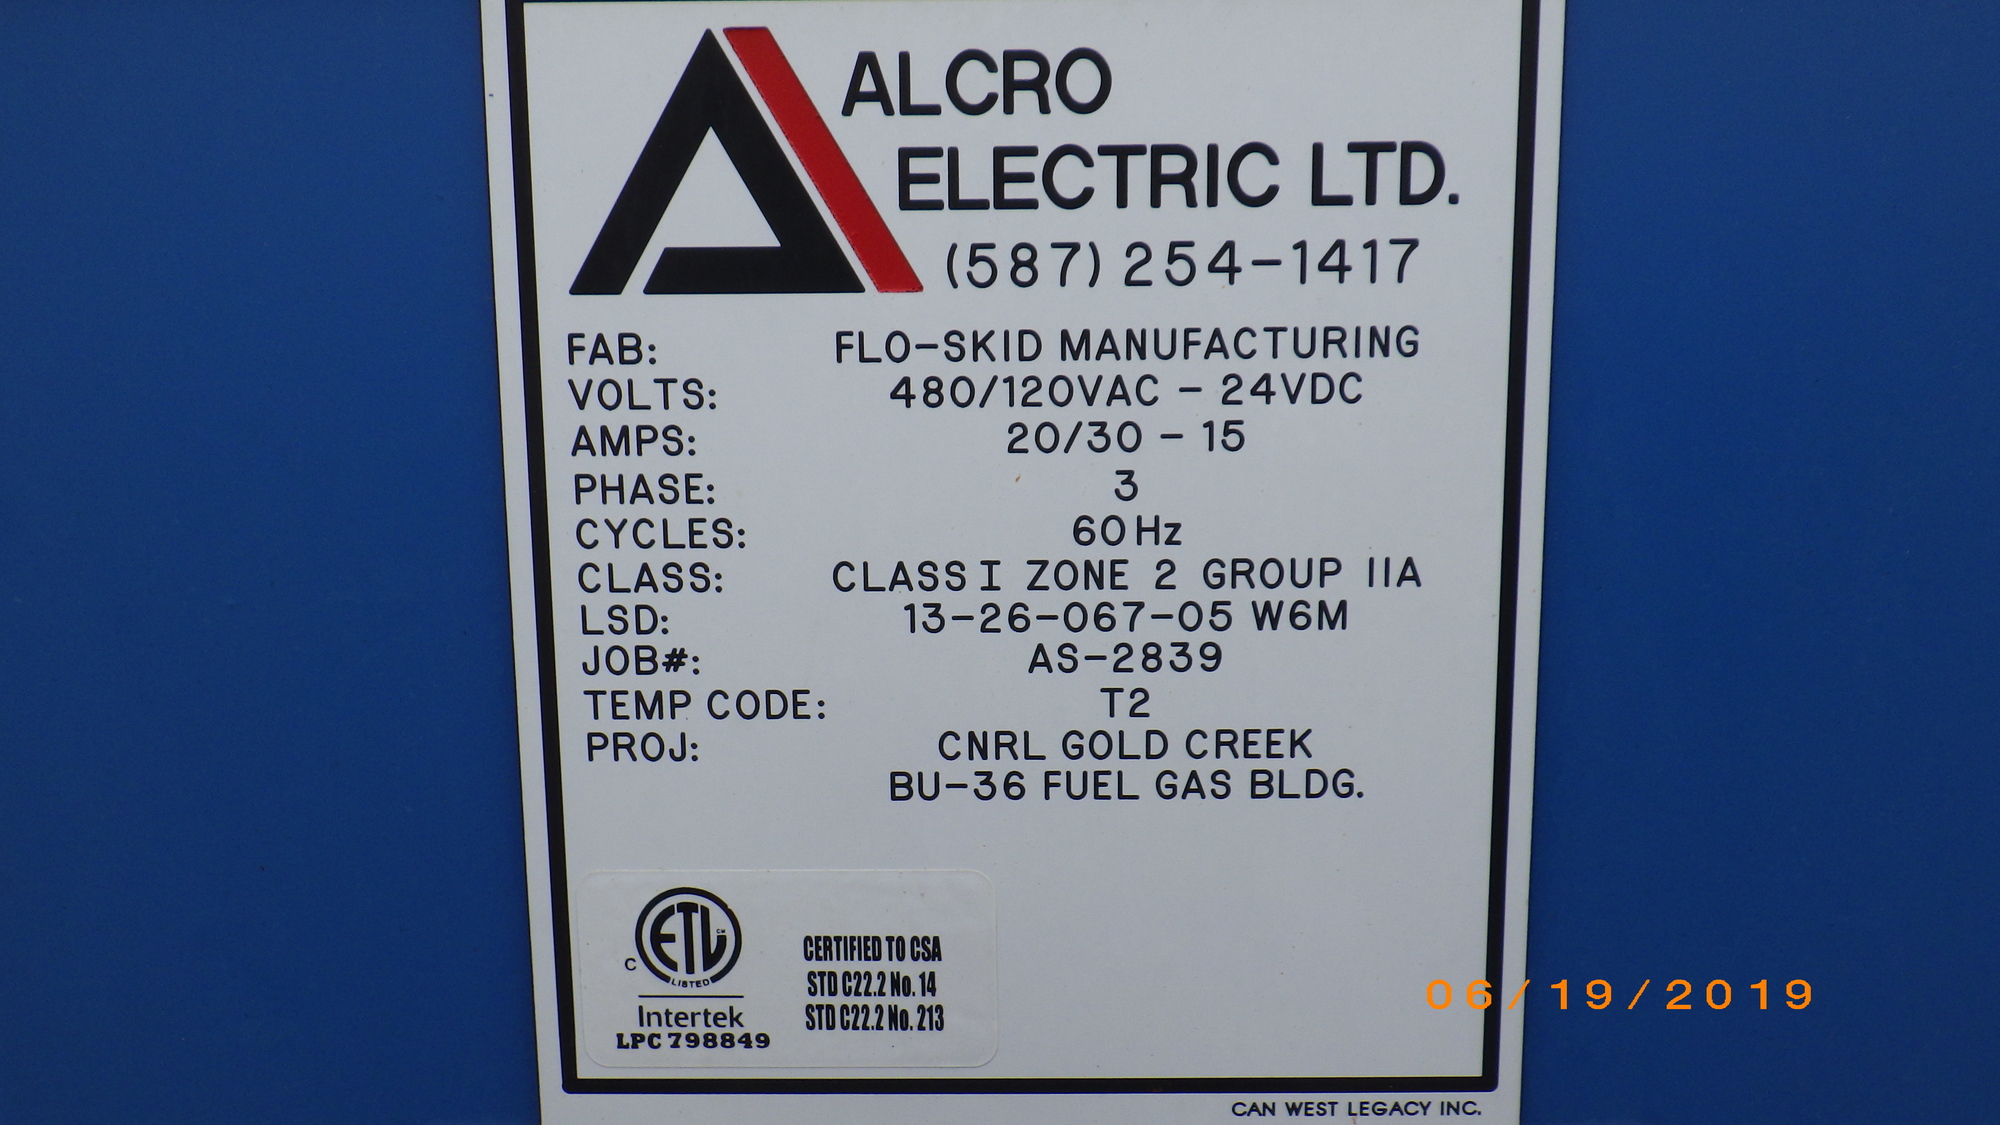 ALCRO
ELECTRIC LTD.
(587) 254-1417
FAB: FLO-SKID MANUFACTURING
VOLTS: 480/120VAC - 24VDC
AMPS: 20/30 - 15
PHASE: 3
CYCLES: 60Hz
CLASS: CLASS I ZONE 2 GROUP IIA
LSD: 13-26-067-05 W6M
JOB#: AS-2839
TEMP CODE: T2
PROJ: CNRL GOLD CREEK
BU-36 FUEL GAS BLDG.
C ETL CM
LISTED
Intertek
LPC 798849
CERTIFIED TO CSA
STD C22.2 No. 14
STD C22.2 No. 213
06/19/2019
CAN WEST LEGACY INC.